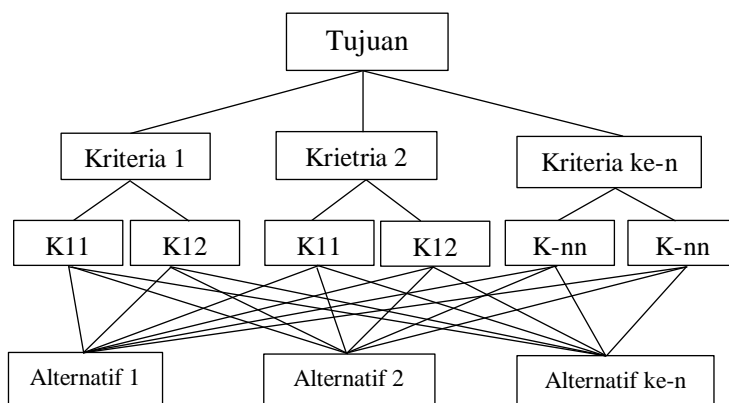 Tujuan
Kriteria 1
Krietria 2
Kriteria ke-n
K11
K12
K11
K12
K-nn
K-nn
Alternatif 1
Alternatif 2
Alternatif ke-n